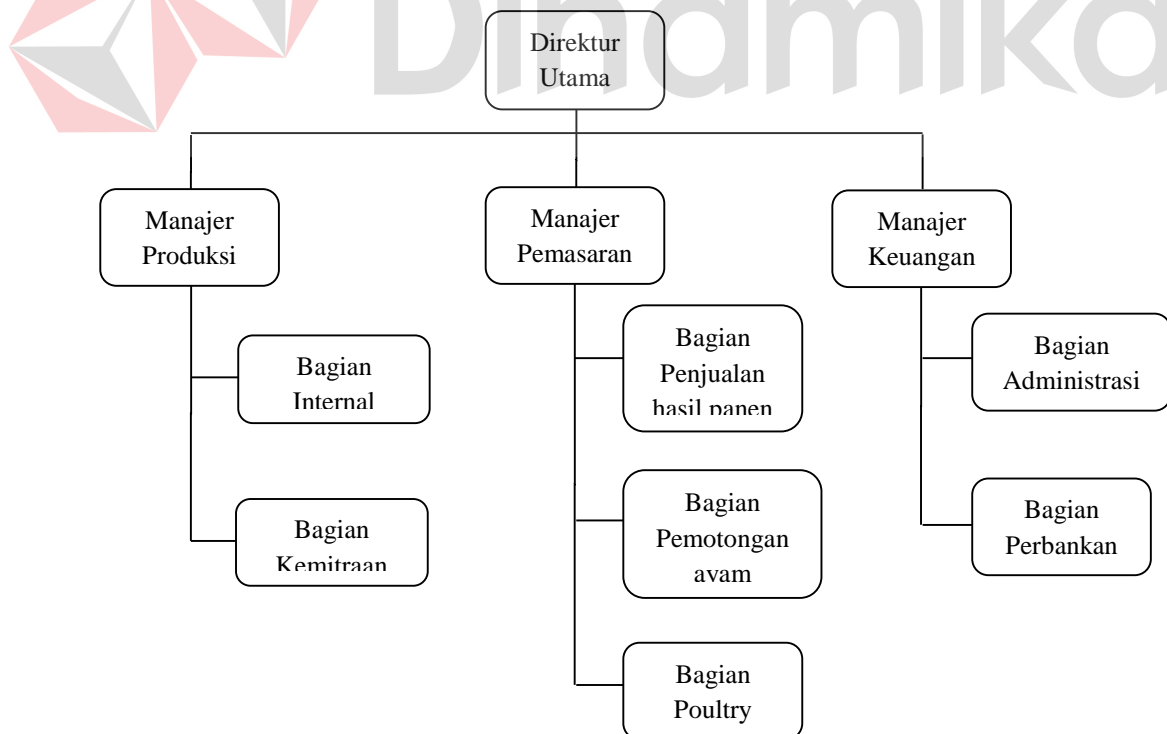 Dinamika
Direktur
Utama
Manajer
Produksi
Manajer
Pemasaran
Manajer
Keuangan
Bagian
Internal
Bagian
Penjualan
hasil panen
Bagian
Administrasi
Bagian
Kemitraan
Bagian
Pemotongan
ayam
Bagian
Perbankan
Bagian
Poultry